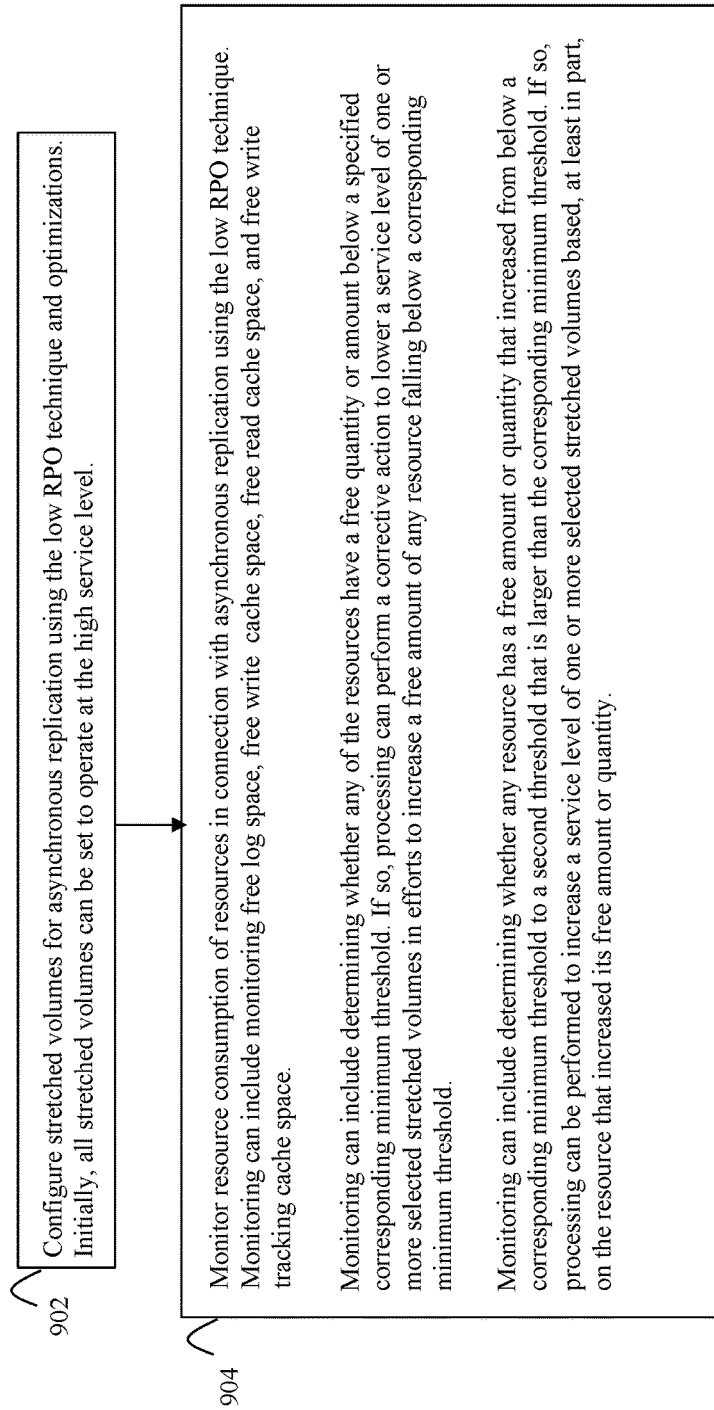 Configure stretched volumes for asynchronous replication using the low RPO technique and optimizations.
Initially, all stretched volumes can be set to operate at the high service level.
902
Monitor resource consumption of resources in connection with asynchronous replication using the low RPO technique.
Monitoring can include monitoring free log space, free write cache space, free read cache space, and free write
tracking cache space.
Monitoring can include determining whether any of the resources have a free quantity or amount below a specified
corresponding minimum threshold. If so, processing can perform a corrective action to lower a service level of one or
more selected stretched volumes in efforts to increase a free amount of any resource falling below a corresponding
minimum threshold.
Monitoring can include determining whether any resource has a free amount or quantity that increased from below a
corresponding minimum threshold to a second threshold that is larger than the corresponding minimum threshold. If so,
processing can be performed to increase a service level of one or more selected stretched volumes based, at least in part,
on the resource that increased its free amount or quantity.
904